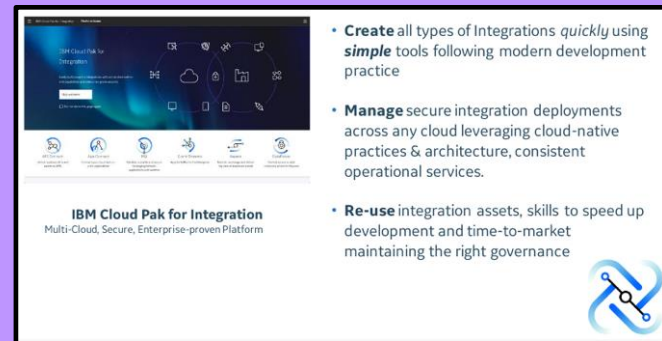 IBM Cloud Pak for
Integration
IBM Cloud Pak for Integration
Multi-Cloud, Secure, Enterprise-proven Platform
• Create all types of Integrations quickly using
simple tools following modern development
practice
• Manage secure integration deployments
across any cloud leveraging cloud-native
practices & architecture, consistent
operational services.
• Re-use integration assets, skills to speed up
development and time-to-market
maintaining the right governance